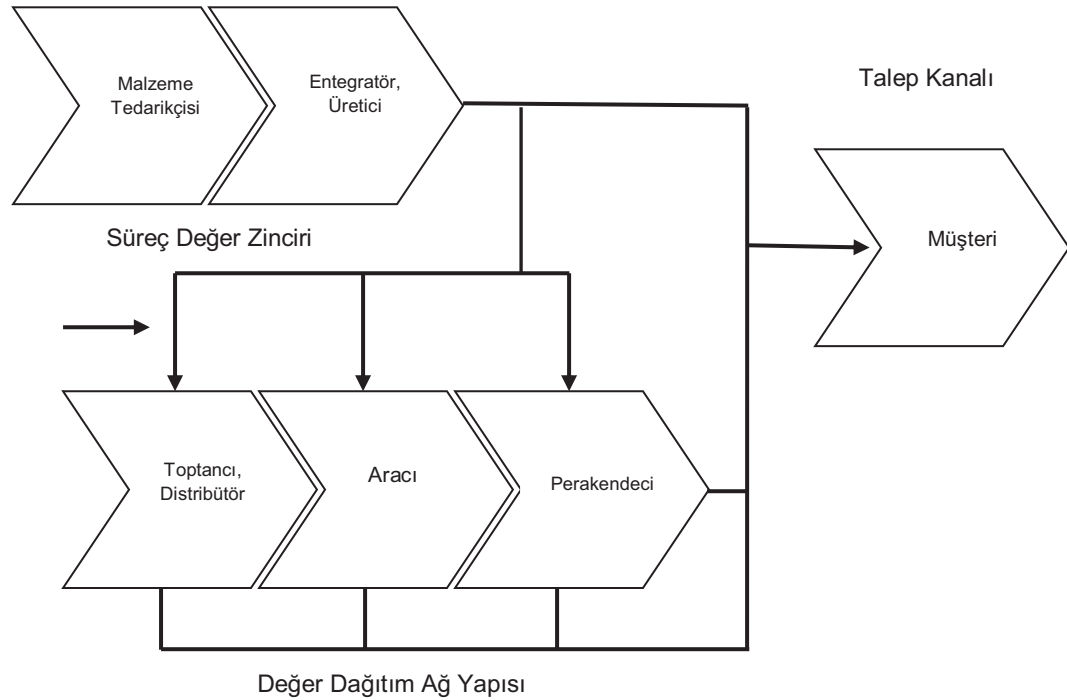 Malzeme
Tedarikçisi
Entegratör,
Üretici
Talep Kanalı
Müşteri
Süreç Değer Zinciri
Toptancı,
Distribütör
Aracı
Perakendeci
Değer Dağıtım Ağ Yapısı